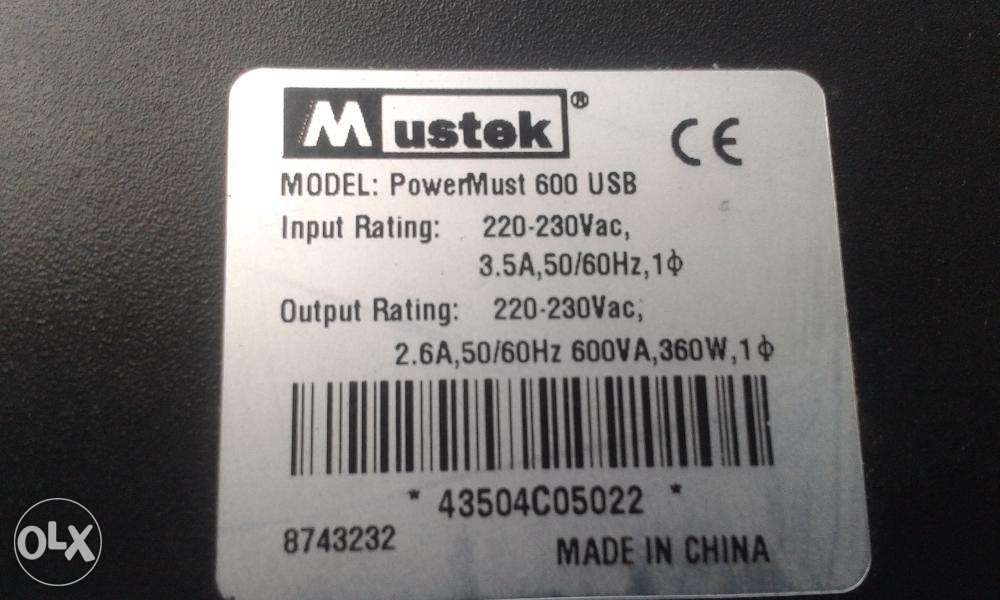 Mustek®
CE
MODEL: PowerMust 600 USB
Input Rating: 220-230Vac,
3.5A,50/60Hz,1ϕ
Output Rating: 220-230Vac,
2.6A,50/60Hz 600VA,360W,1ϕ
* 43504C05022 *
8743232
MADE IN CHINA
OLX